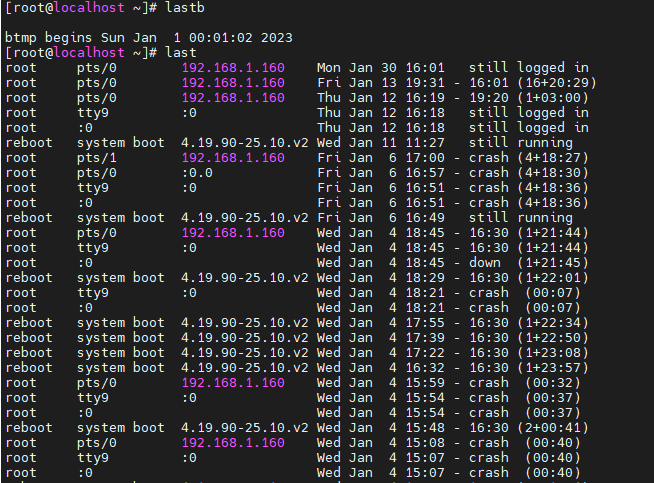 [root@localhost ~]# lastb

btmp begins Sun Jan  1 00:01:02 2023
[root@localhost ~]# last
root     pts/0        192.168.1.160    Mon Jan 30 16:01   still logged in
root     pts/0        192.168.1.160    Fri Jan 13 19:31 - 16:01 (16+20:29)
root     pts/0        192.168.1.160    Thu Jan 12 16:19 - 19:20 (1+03:00)
root     tty9         :0               Thu Jan 12 16:18   still logged in
root     :0                            Thu Jan 12 16:18   still logged in
reboot   system boot  4.19.90-25.10.v2 Wed Jan 11 11:27   still running
root     pts/1        192.168.1.160    Fri Jan  6 17:00 - crash (4+18:27)
root     pts/0        :0.0             Fri Jan  6 16:57 - crash (4+18:30)
root     tty9         :0               Fri Jan  6 16:51 - crash (4+18:36)
root     :0                            Fri Jan  6 16:51 - crash (4+18:36)
reboot   system boot  4.19.90-25.10.v2 Fri Jan  6 16:49   still running
root     pts/0        192.168.1.160    Wed Jan  4 18:45 - 16:30 (1+21:44)
root     tty9         :0               Wed Jan  4 18:45 - 16:30 (1+21:44)
root     :0                            Wed Jan  4 18:45 - down  (1+21:45)
reboot   system boot  4.19.90-25.10.v2 Wed Jan  4 18:29 - 16:30 (1+22:01)
root     tty9         :0               Wed Jan  4 18:21 - crash  (00:07)
root     :0                            Wed Jan  4 18:21 - crash  (00:07)
reboot   system boot  4.19.90-25.10.v2 Wed Jan  4 17:55 - 16:30 (1+22:34)
reboot   system boot  4.19.90-25.10.v2 Wed Jan  4 17:39 - 16:30 (1+22:50)
reboot   system boot  4.19.90-25.10.v2 Wed Jan  4 17:22 - 16:30 (1+23:08)
reboot   system boot  4.19.90-25.10.v2 Wed Jan  4 16:32 - 16:30 (1+23:57)
root     pts/0        192.168.1.160    Wed Jan  4 15:59 - crash  (00:32)
root     tty9         :0               Wed Jan  4 15:54 - crash  (00:37)
root     :0                            Wed Jan  4 15:54 - crash  (00:37)
reboot   system boot  4.19.90-25.10.v2 Wed Jan  4 15:48 - 16:30 (2+00:41)
root     pts/0        192.168.1.160    Wed Jan  4 15:08 - crash  (00:40)
root     tty9         :0               Wed Jan  4 15:07 - crash  (00:40)
root     :0                            Wed Jan  4 15:07 - crash  (00:40)